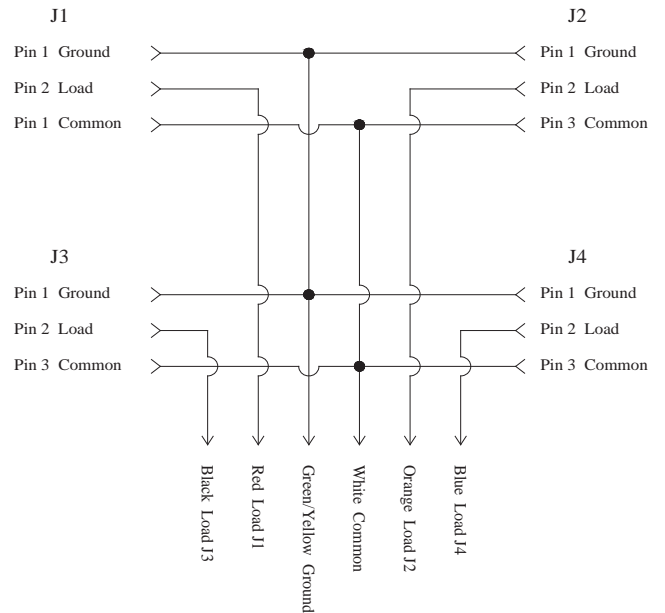 J1
J2
Pin 1 Ground
Pin 1 Ground
Pin 2 Load
Pin 2 Load
Pin 1 Common
Pin 3 Common
J3
J4
Pin 1 Ground
Pin 1 Ground
Pin 2 Load
Pin 2 Load
Pin 3 Common
Pin 3 Common
Black Load J3
Red Load J1
Green/Yellow Ground
White Common
Orange Load J2
Blue Load J4